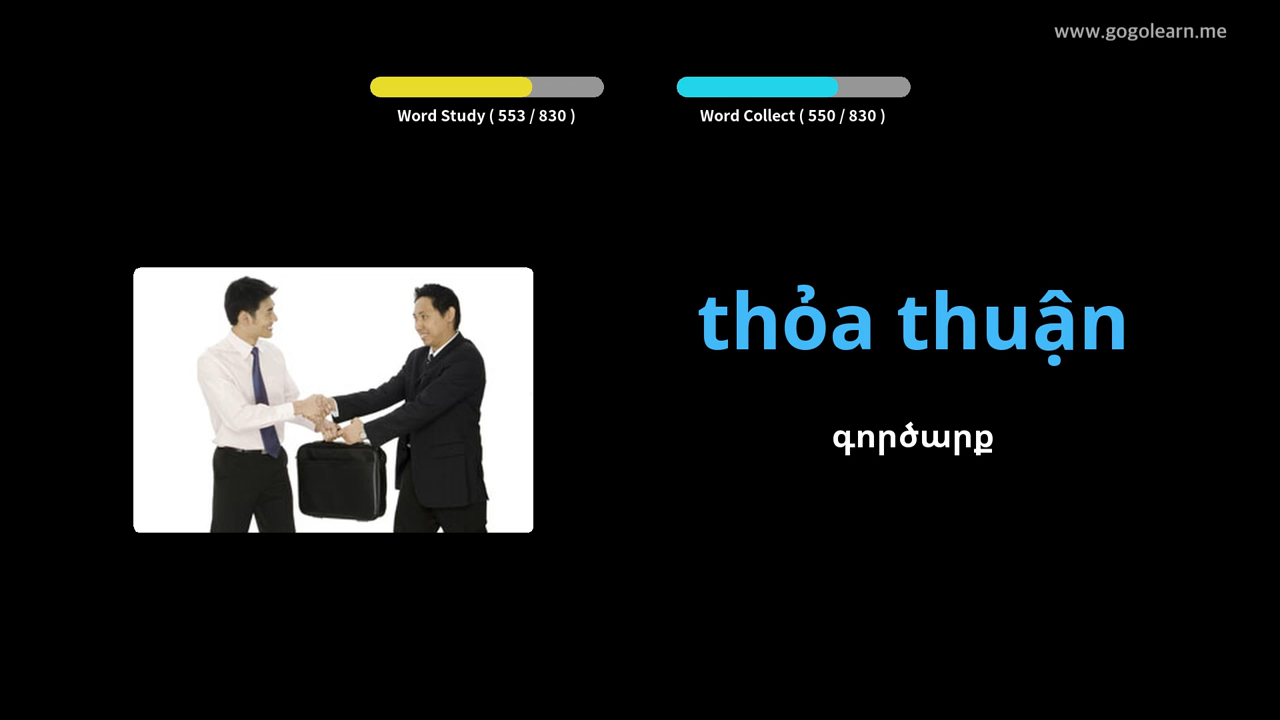 www.gogolearn.me
Word Study ( 553 / 830 )
Word Collect ( 550 / 830 )
thỏa thuận
գործարք